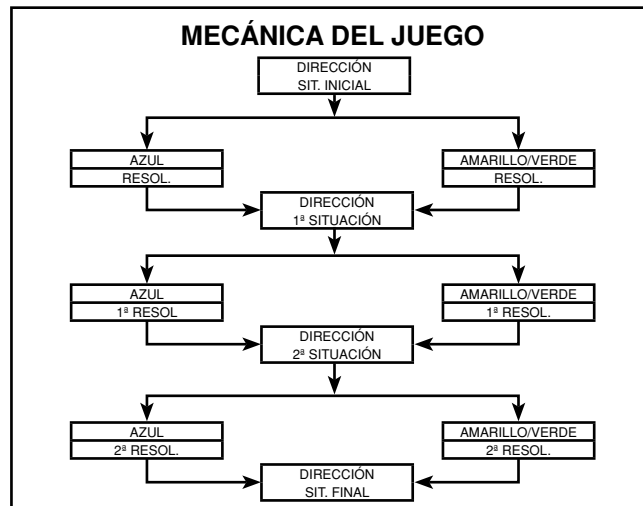 MECÁNICA DEL JUEGO
DIRECCIÓN
SIT. INICIAL
AZUL
RESOL.
AMARILLO/VERDE
RESOL.
DIRECCIÓN
1ª SITUACIÓN
AZUL
1ª RESOL
AMARILLO/VERDE
1ª RESOL.
DIRECCIÓN
2ª SITUACIÓN
AZUL
2ª RESOL.
AMARILLO/VERDE
2ª RESOL.
DIRECCIÓN
SIT. FINAL